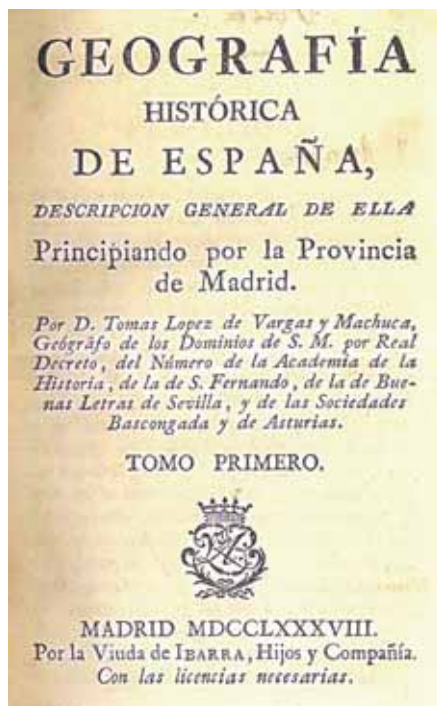 GEOGRAFÍA
HISTÓRICA
DE ESPAÑA,
DESCRIPCION GENERAL DE ELLA
Principiando por la Provincia
de Madrid.
Por D. Tomas Lopez de Vargas y Machuca,
Geógrafo de los Dominios de S. M. por Real
Decreto, del Número de la Academia de la
Historia, de la de S. Fernando, de la de Bue-
nas Letras de Sevilla, y de las Sociedades
Bascongada y de Asturias.
TOMO PRIMERO.
MADRID MDCCLXXXVIII.
Por la Viuda de IBARRA, Hijos y Compañía.
Con las licencias necesarias.